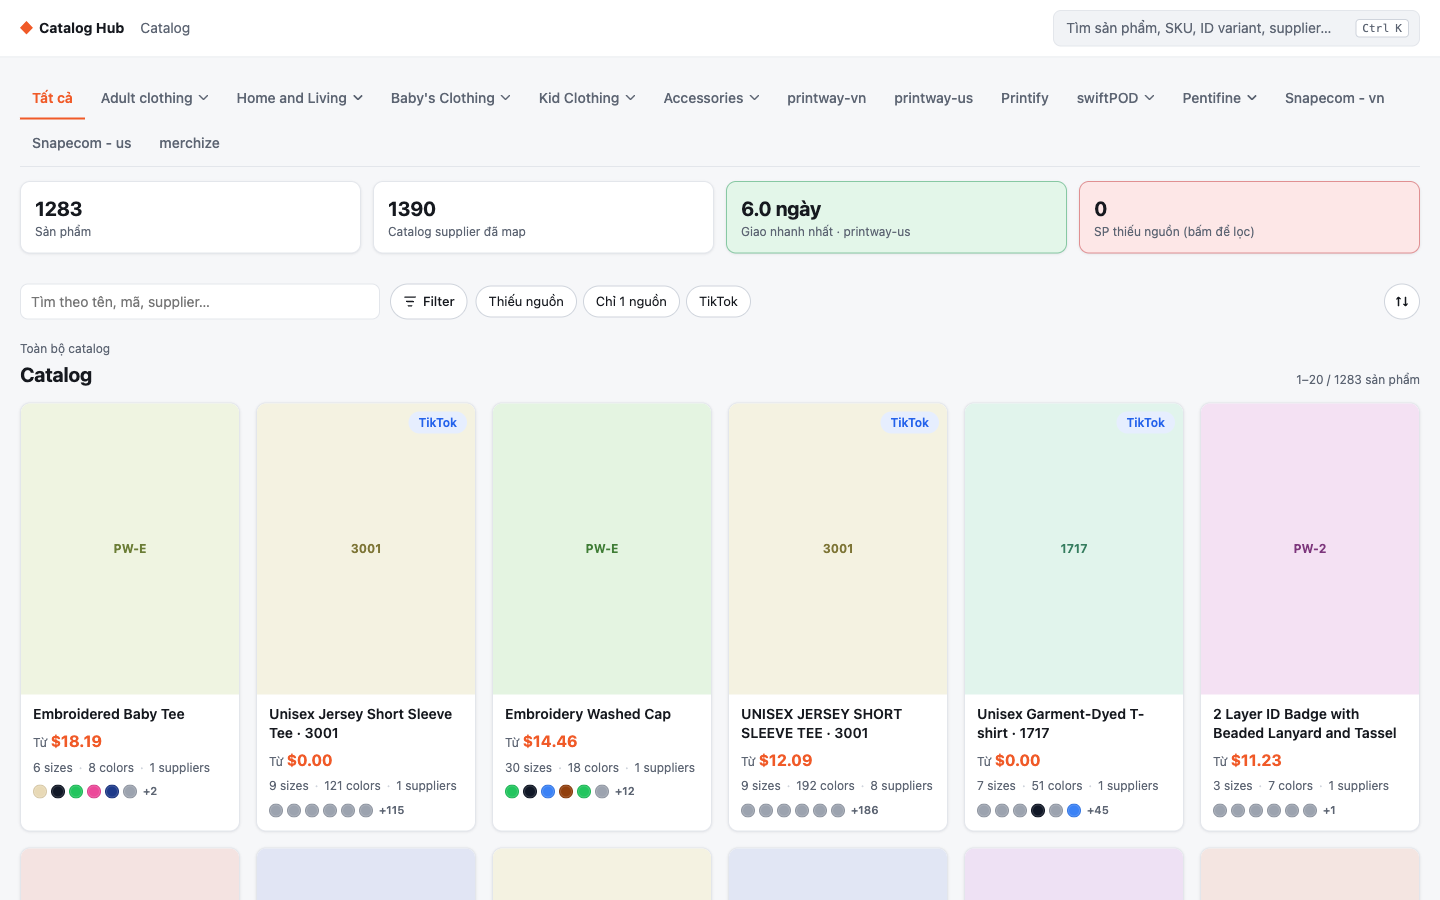 Catalog Hub
Catalog
Tìm sản phẩm, SKU, ID variant, supplier...
Ctrl K
Tất cả
Adult clothing
Home and Living
Baby's Clothing
Kid Clothing
Accessories
printway-vn
printway-us
Printify
swiftPOD
Pentifine
Snapecom - vn
Snapecom - us
merchize
1283
Sản phẩm
1390
Catalog supplier đã map
6.0 ngày
Giao nhanh nhất · printway-us
0
SP thiếu nguồn (bấm để lọc)
Tìm theo tên, mã, supplier...
Filter
Thiếu nguồn
Chỉ 1 nguồn
TikTok
Toàn bộ catalog
Catalog
1–20 / 1283 sản phẩm
PW-E
Embroidered Baby Tee
Từ $18.19
6 sizes · 8 colors · 1 suppliers
+2
TikTok
3001
Unisex Jersey Short Sleeve
Tee · 3001
Từ $0.00
9 sizes · 121 colors · 1 suppliers
+115
PW-E
Embroidery Washed Cap
Từ $14.46
30 sizes · 18 colors · 1 suppliers
+12
TikTok
3001
UNISEX JERSEY SHORT
SLEEVE TEE · 3001
Từ $12.09
9 sizes · 192 colors · 8 suppliers
+186
TikTok
1717
Unisex Garment-Dyed T-
shirt · 1717
Từ $0.00
7 sizes · 51 colors · 1 suppliers
+45
PW-2
2 Layer ID Badge with
Beaded Lanyard and Tassel
Từ $11.23
3 sizes · 7 colors · 1 suppliers
+1